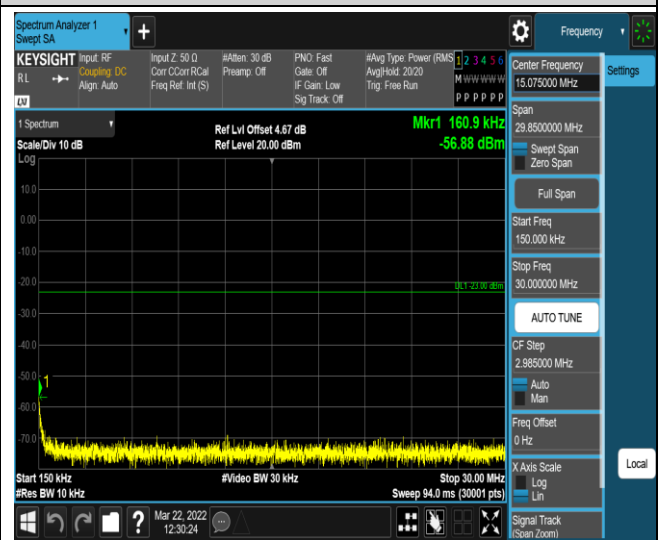 Spectrum Analyzer 1
Swept SA
Frequency
KEYSIGHT
RL
Input: RF
Coupling: DC
Align: Auto
Input Z: 50 Ω
Corr CCorr RCal
Freq Ref: Int (S)
#Atten: 30 dB
Preamp: Off
PNO: Fast
Gate: Off
IF Gain: Low
Sig Track: Off
#Avg Type: Power (RMS
Avg|Hold: 20/20
Trig: Free Run
1 2 3 4 5 6
M W W W W W
P P P P P P
Center Frequency
15.075000 MHz
Settings
Span
29.8500000 MHz
Swept Span
Zero Span
Full Span
Start Freq
150.000 kHz
Stop Freq
30.000000 MHz
AUTO TUNE
CF Step
2.985000 MHz
Auto
Man
Freq Offset
0 Hz
X Axis Scale
Log
Lin
Local
Signal Track
(Span Zoom)
1 Spectrum
Scale/Div 10 dB
Ref Lvl Offset 4.67 dB
Ref Level 20.00 dBm
Mkr1 160.9 kHz
-56.88 dBm
Log
10.0
0.00
-10.0
-20.0
DL1 -23.00 dBm
-30.0
-40.0
-50.0
1
-60.0
-70.0
Start 150 kHz
#Video BW 30 kHz
Stop 30.00 MHz
#Res BW 10 kHz
Sweep 94.0 ms (30001 pts)
?
Mar 22, 2022
12:30:24